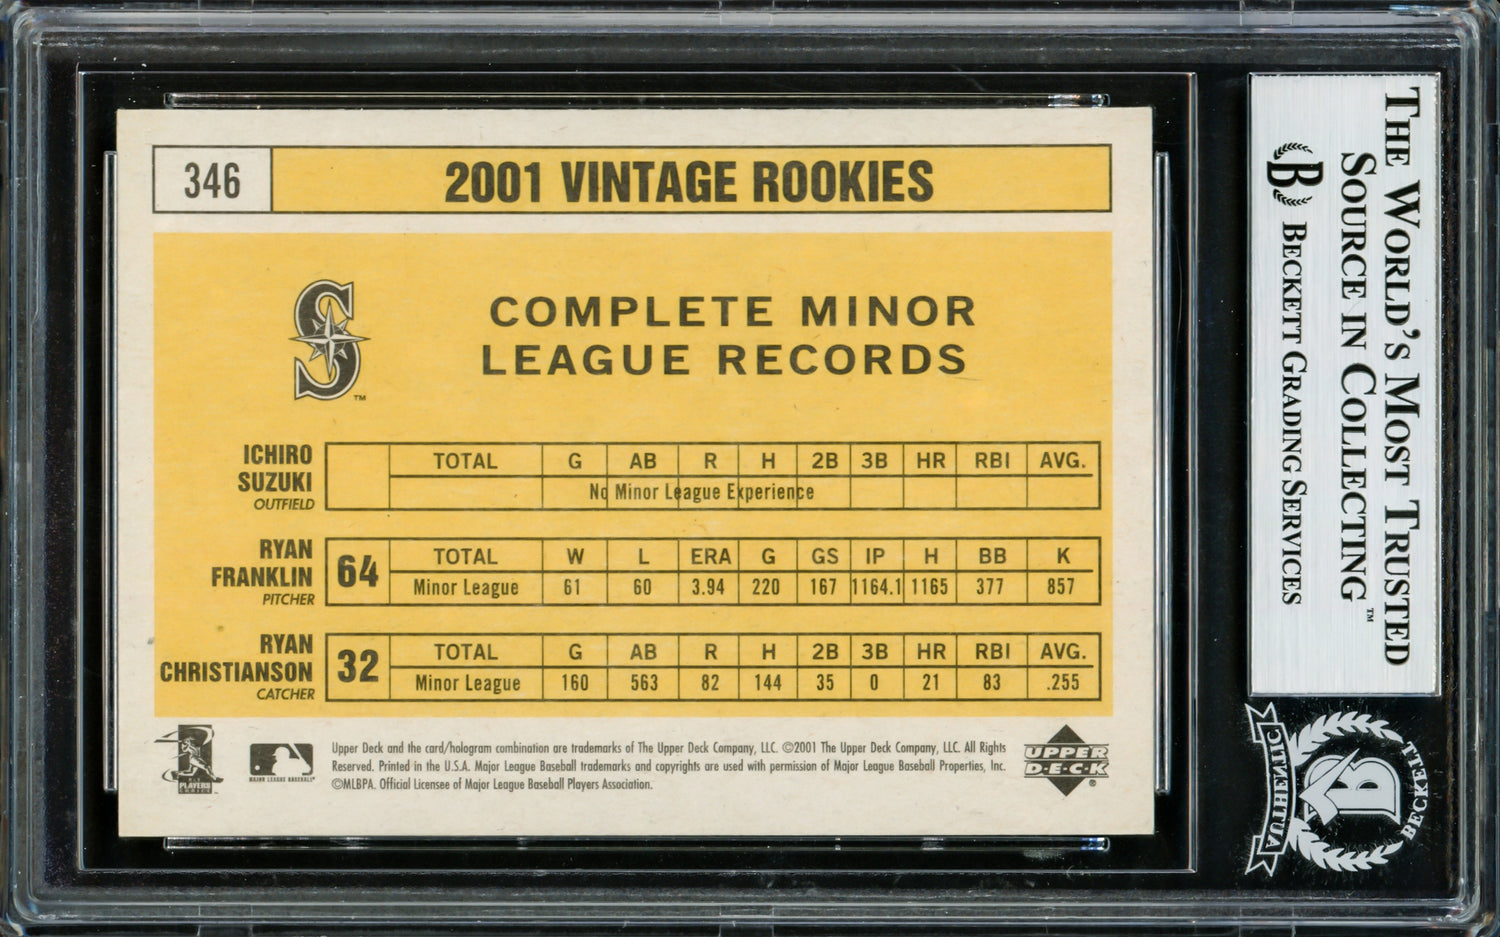 346
2001 VINTAGE ROOKIES
S
TM
COMPLETE MINOR
LEAGUE RECORDS
ICHIRO
SUZUKI
OUTFIELD
TOTAL G AB R H 2B 3B HR RBI AVG.
No Minor League Experience
RYAN
FRANKLIN
PITCHER
64
TOTAL W L ERA G GS IP H BB K
Minor League 61 60 3.94 220 167 1164.1 1165 377 857
RYAN
CHRISTIANSON
CATCHER
32
TOTAL G AB R H 2B 3B HR RBI AVG.
Minor League 160 563 82 144 35 0 21 83 .255
PLAYERS
CHOICE
MAJOR LEAGUE BASEBALL
Upper Deck and the card/hologram combination are trademarks of The Upper Deck Company, LLC. ©2001 The Upper Deck Company, LLC. All Rights
Reserved. Printed in the U.S.A. Major League Baseball trademarks and copyrights are used with permission of Major League Baseball Properties, Inc.
©MLBPA. Official Licensee of Major League Baseball Players Association.
UPPER
D·E·C·K
®
THE WORLD'S MOST TRUSTED
SOURCE IN COLLECTING™
B BECKETT GRADING SERVICES
BECKETT
B
AUTHENTIC